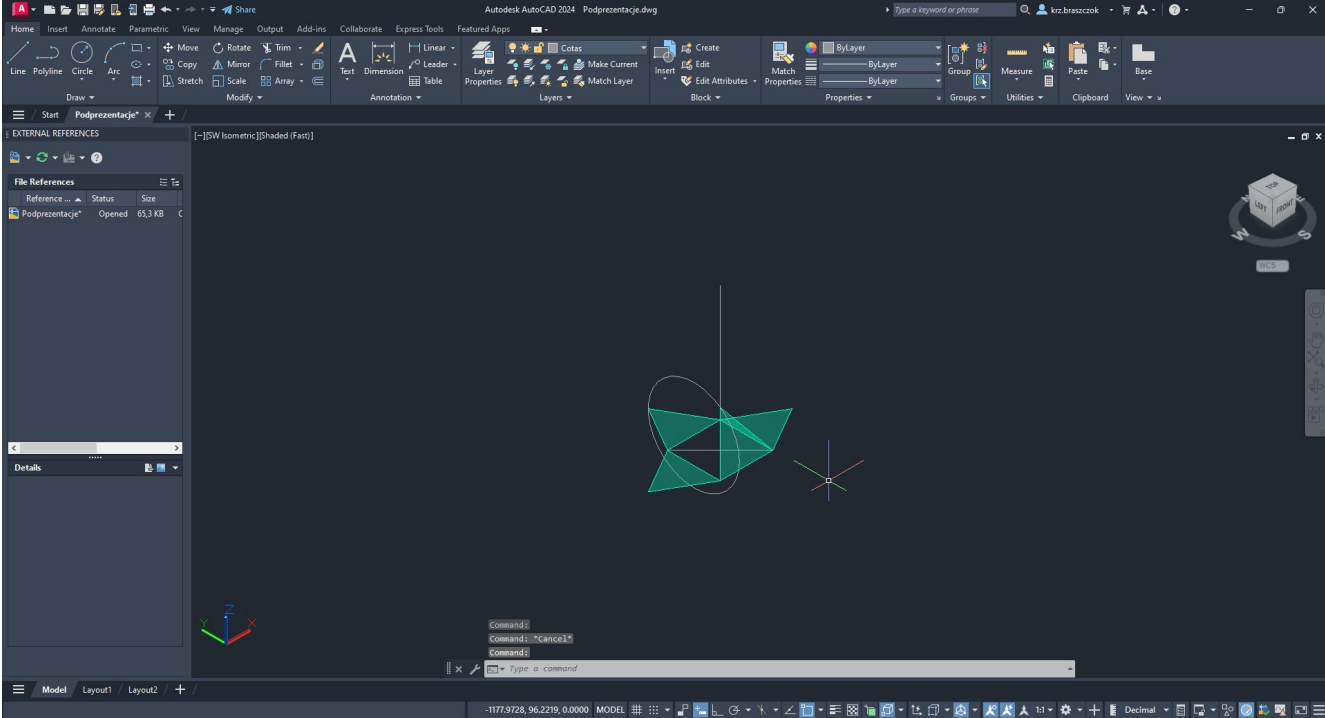 A Share Autodesk AutoCAD 2024 Podprezentacje.dwg Type a keyword or phrase krz.braszczok
Home Insert Annotate Parametric View Manage Output Add-ins Collaborate Express Tools Featured Apps
Line Polyline Circle Arc
Move Rotate Trim
Copy Mirror Fillet
Stretch Scale Array
Text Dimension
Linear
Leader
Table
Layer Properties
Cotas
Make Current
Match Layer
Insert
Create
Edit
Edit Attributes
Match Properties
ByLayer
ByLayer
ByLayer
Group
Measure
Paste
Base
Draw Modify Annotation Layers Block Properties Groups Utilities Clipboard View
Start Podprezentacje* × +
EXTERNAL REFERENCES
[−][SW Isometric][Shaded (Fast)]
File References
Reference ... Status Size
Podprezentacje* Opened 65,3 KB C
TOP
LEFT FRONT
W S
WCS
Details
Z
Y X
Command:
Command: *Cancel*
Command:
Type a command
Model Layout1 Layout2 +
-1177.9728, 96.2219, 0.0000 MODEL 1:1 Decimal